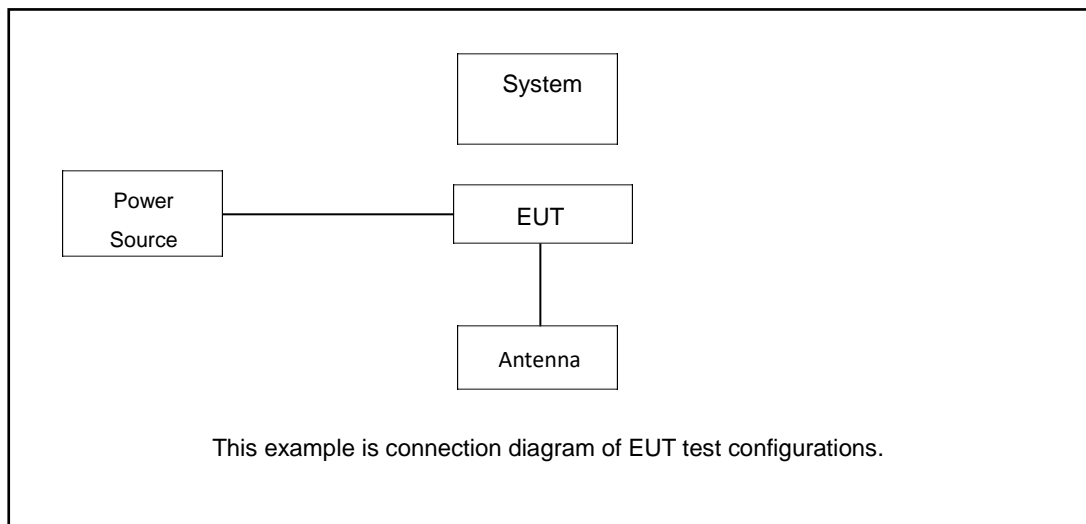 System
Power
Source
EUT
Antenna
This example is connection diagram of EUT test configurations.